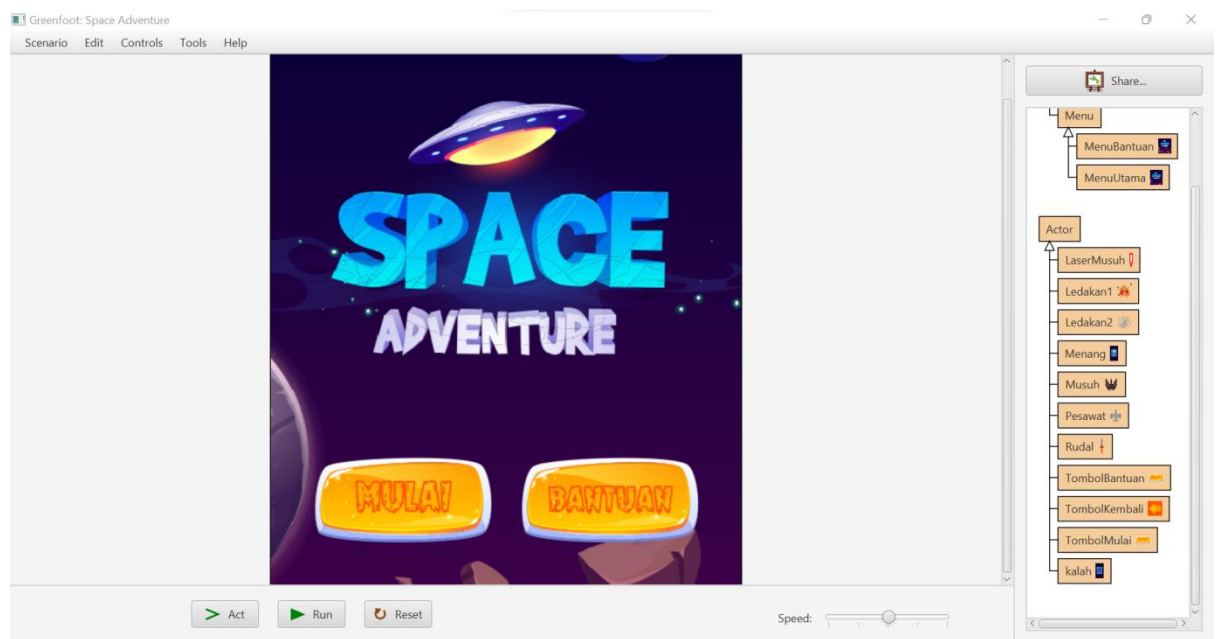 Greenfoot: Space Adventure
Scenario Edit Controls Tools Help
SPACE
ADVENTURE
MULAI
BANTUAN
Share...
Menu
MenuBantuan
MenuUtama
Actor
LaserMusuh
Ledakan1
Ledakan2
Menang
Musuh
Pesawat
Rudal
TombolBantuan
TombolKembali
TombolMulai
kalah
Act
Run
Reset
Speed: